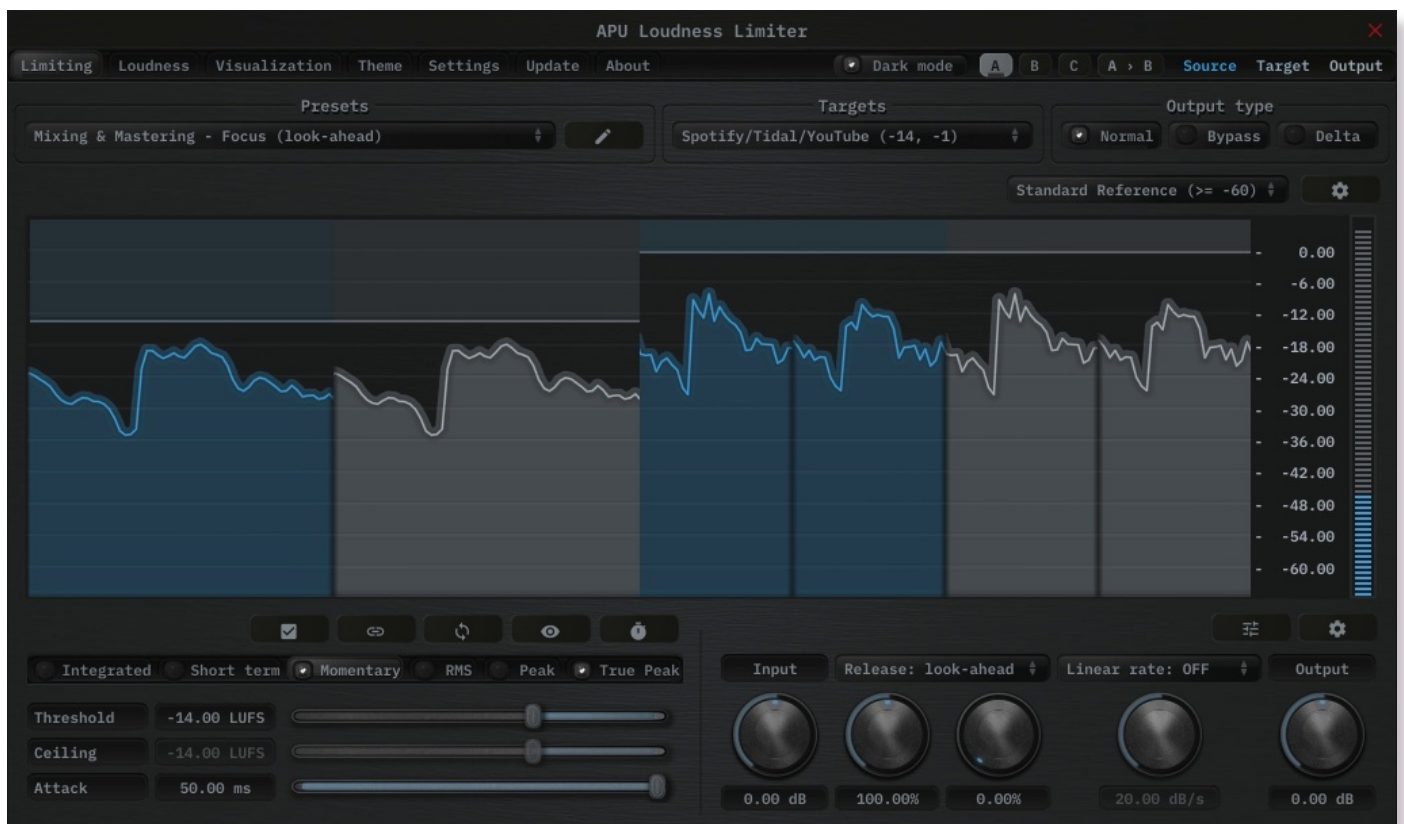 APU Loudness Limiter
Limiting Loudness Visualization Theme Settings Update About Dark mode A B C A › B Source Target Output
Presets Targets Output type
Mixing & Mastering - Focus (look-ahead) Spotify/Tidal/YouTube (-14, -1) Normal Bypass Delta
Standard Reference (>= -60)
- 0.00
- -6.00
- -12.00
- -18.00
- -24.00
- -30.00
- -36.00
- -42.00
- -48.00
- -54.00
- -60.00
Integrated Short term Momentary RMS Peak True Peak Input Release: look-ahead Linear rate: OFF Output
Threshold -14.00 LUFS
Ceiling -14.00 LUFS
Attack 50.00 ms
0.00 dB 100.00% 0.00% 20.00 dB/s 0.00 dB